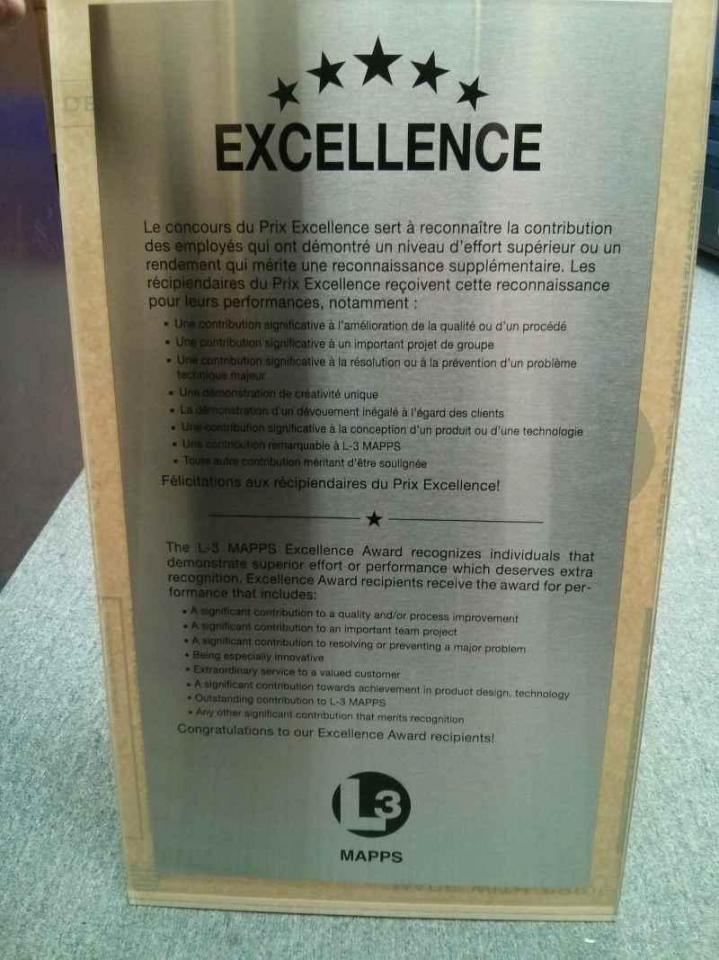 EXCELLENCE
Le concours du Prix Excellence sert à reconnaître la contribution
des employés qui ont démontré un niveau d'effort supérieur ou un
rendement qui mérite une reconnaissance supplémentaire. Les
récipiendaires du Prix Excellence reçoivent cette reconnaissance
pour leurs performances, notamment :
• Une contribution significative à l'amélioration de la qualité ou d'un procédé
• Une contribution significative à un important projet de groupe
• Une contribution significative à la résolution ou à la prévention d'un problème
technique majeur
• Une démonstration de créativité unique
• La démonstration d'un dévouement inégalé à l'égard des clients
• Une contribution significative à la conception d'un produit ou d'une technologie
• Une contribution remarquable à L-3 MAPPS
• Toute autre contribution méritant d'être soulignée
Félicitations aux récipiendaires du Prix Excellence!
The L-3 MAPPS Excellence Award recognizes individuals that
demonstrate superior effort or performance which deserves extra
recognition. Excellence Award recipients receive the award for per-
formance that includes:
• A significant contribution to a quality and/or process improvement
• A significant contribution to an important team project
• A significant contribution to resolving or preventing a major problem
• Being especially innovative
• Extraordinary service to a valued customer
• A significant contribution towards achievement in product design, technology
• Outstanding contribution to L-3 MAPPS
• Any other significant contribution that merits recognition
Congratulations to our Excellence Award recipients!
L3
MAPPS